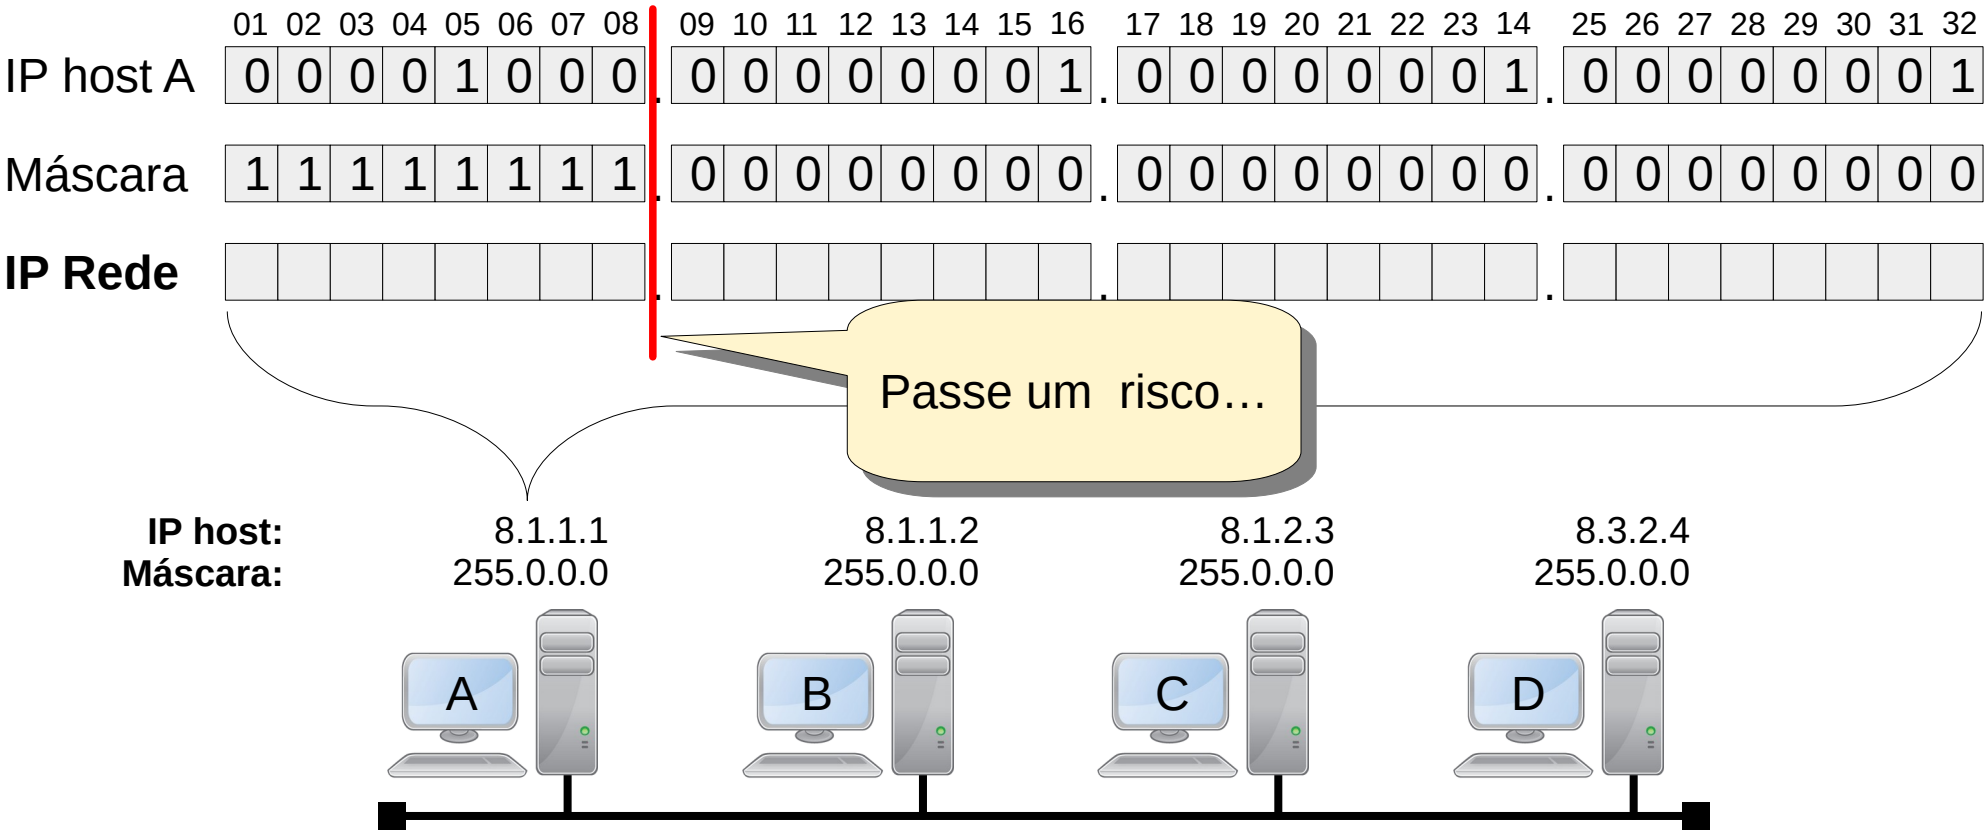 01 02 03 04 05 06 07 08 09 10 11 12 13 14 15 16 17 18 19 20 21 22 23 14 25 26 27 28 29 30 31 32
IP host A 0 0 0 0 1 0 0 0 . 0 0 0 0 0 0 0 1 . 0 0 0 0 0 0 0 1 . 0 0 0 0 0 0 0 1
Máscara 1 1 1 1 1 1 1 1 . 0 0 0 0 0 0 0 0 . 0 0 0 0 0 0 0 0 . 0 0 0 0 0 0 0 0
IP Rede . . .
Passe um risco…
IP host: 8.1.1.1 8.1.1.2 8.1.2.3 8.3.2.4
Máscara: 255.0.0.0 255.0.0.0 255.0.0.0 255.0.0.0
A B C D